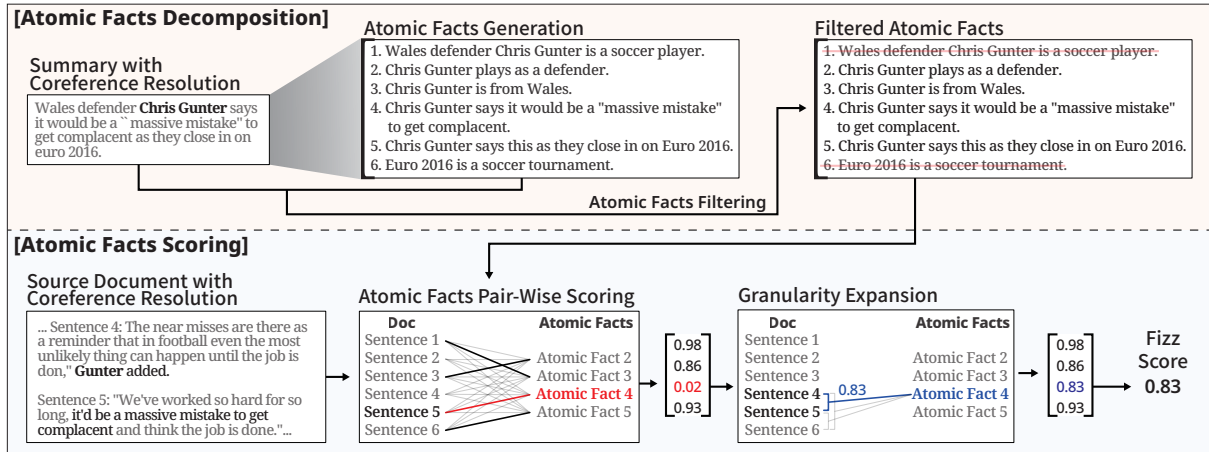 [Atomic Facts Decomposition]
Summary with
Coreference Resolution
Wales defender Chris Gunter says
it would be a ``massive mistake" to
get complacent as they close in on
euro 2016.
Atomic Facts Generation
1. Wales defender Chris Gunter is a soccer player.
2. Chris Gunter plays as a defender.
3. Chris Gunter is from Wales.
4. Chris Gunter says it would be a "massive mistake"
to get complacent.
5. Chris Gunter says this as they close in on Euro 2016.
6. Euro 2016 is a soccer tournament.
Filtered Atomic Facts
1. Wales defender Chris Gunter is a soccer player.
2. Chris Gunter plays as a defender.
3. Chris Gunter is from Wales.
4. Chris Gunter says it would be a "massive mistake"
to get complacent.
5. Chris Gunter says this as they close in on Euro 2016.
6. Euro 2016 is a soccer tournament.
Atomic Facts Filtering
[Atomic Facts Scoring]
Source Document with
Coreference Resolution
... Sentence 4: The near misses are there as
a reminder that in football even the most
unlikely thing can happen until the job is
don," Gunter added.
Sentence 5: "We've worked so hard for so
long, it'd be a massive mistake to get
complacent and think the job is done."...
Atomic Facts Pair-Wise Scoring
Doc
Sentence 1
Sentence 2
Sentence 3
Sentence 4
Sentence 5
Sentence 6
Atomic Facts
Atomic Fact 2
Atomic Fact 3
Atomic Fact 4
Atomic Fact 5
0.98
0.86
0.02
0.93
Granularity Expansion
Doc
Sentence 1
Sentence 2
Sentence 3
Sentence 4
Sentence 5
Sentence 6
0.83
Atomic Facts
Atomic Fact 2
Atomic Fact 3
Atomic Fact 4
Atomic Fact 5
0.98
0.86
0.83
0.93
Fizz
Score
0.83